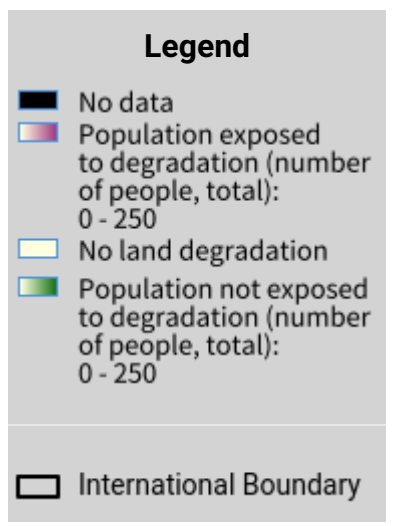 Legend
No data
Population exposed
to degradation (number
of people, total):
0 - 250
No land degradation
Population not exposed
to degradation (number
of people, total):
0 - 250
International Boundary